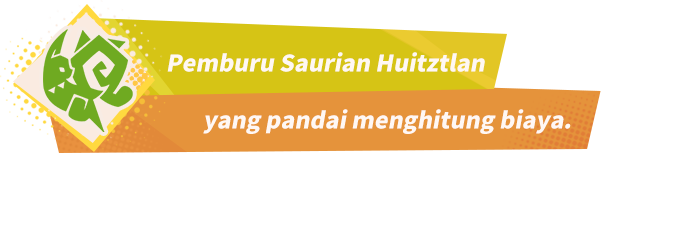 Pemburu Saurian Huitztlan
yang pandai menghitung biaya.